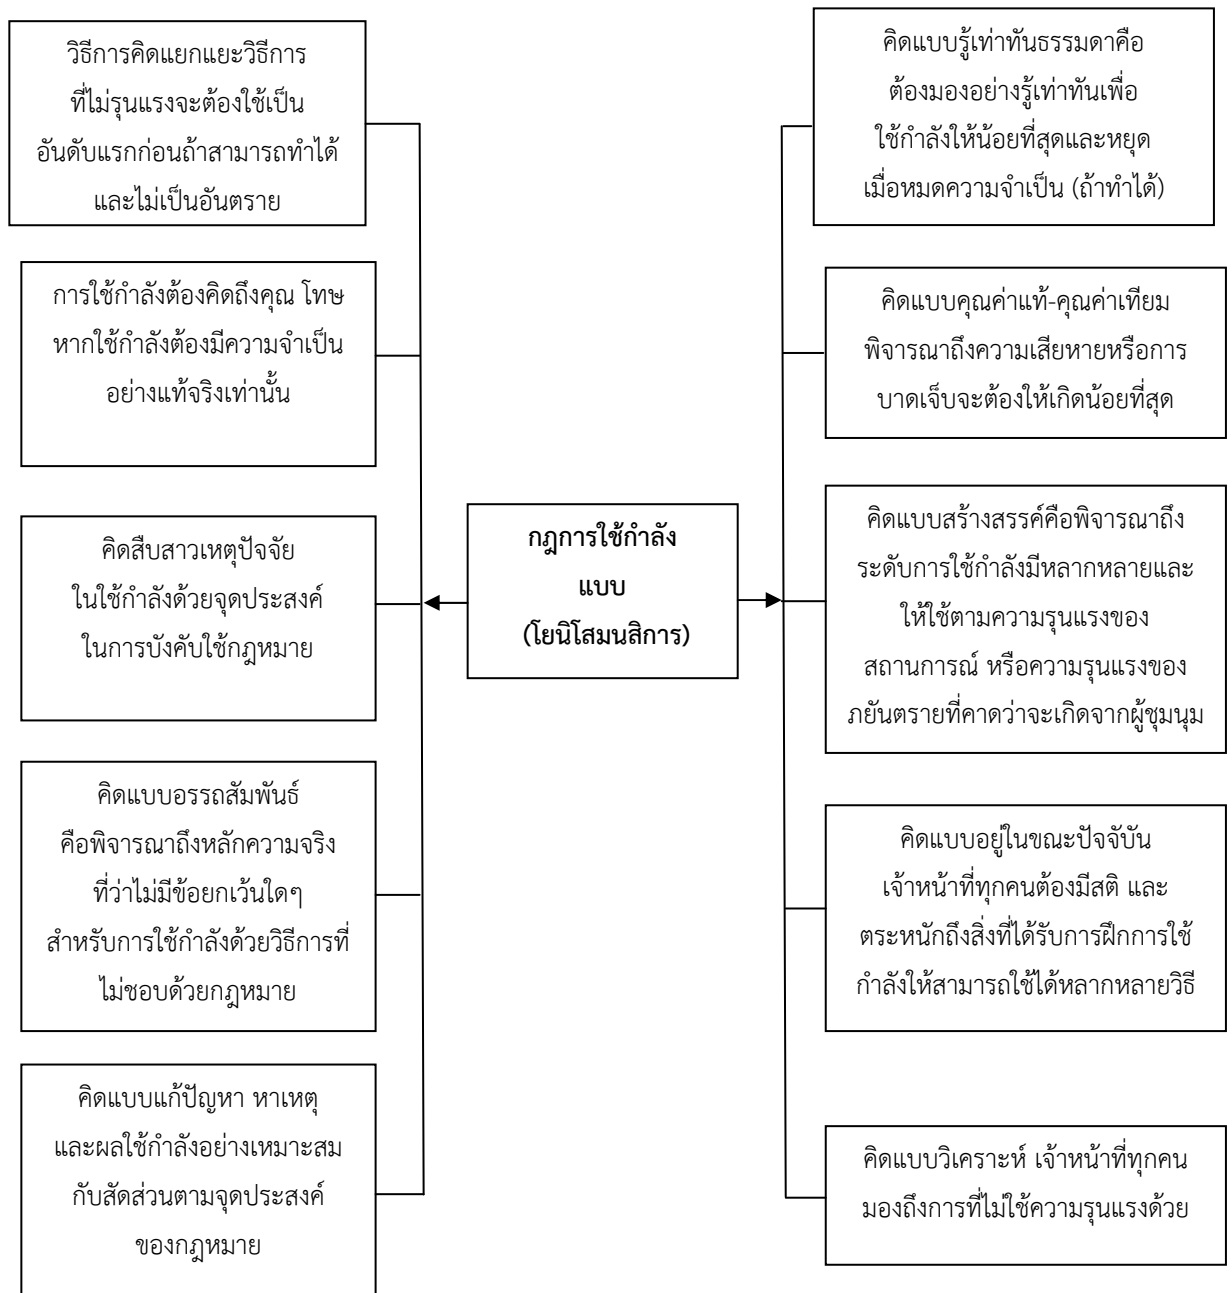 วิธีการคิดแยกแยะวิธีการ
ที่ไม่รุนแรงจะต้องใช้เป็น
อันดับแรกก่อนถ้าสามารถทำได้
และไม่เป็นอันตราย
การใช้กำลังต้องคิดถึงคุณ โทษ
หากใช้กำลังต้องมีความจำเป็น
อย่างแท้จริงเท่านั้น
คิดสืบสาวเหตุปัจจัย
ในใช้กำลังด้วยจุดประสงค์
ในการบังคับใช้กฎหมาย
คิดแบบอรรถสัมพันธ์
คือพิจารณาถึงหลักความจริง
ที่ว่าไม่มีข้อยกเว้นใดๆ
สำหรับการใช้กำลังด้วยวิธีการที่
ไม่ชอบด้วยกฎหมาย
คิดแบบแก้ปัญหา หาเหตุ
และผลใช้กำลังอย่างเหมาะสม
กับสัดส่วนตามจุดประสงค์
ของกฎหมาย
กฎการใช้กำลัง
แบบ
(โยนิโสมนสิการ)
คิดแบบรู้เท่าทันธรรมดาคือ
ต้องมองอย่างรู้เท่าทันเพื่อ
ใช้กำลังให้น้อยที่สุดและหยุด
เมื่อหมดความจำเป็น (ถ้าทำได้)
คิดแบบคุณค่าแท้-คุณค่าเทียม
พิจารณาถึงความเสียหายหรือการ
บาดเจ็บจะต้องให้เกิดน้อยที่สุด
คิดแบบสร้างสรรค์คือพิจารณาถึง
ระดับการใช้กำลังมีหลากหลายและ
ให้ใช้ตามความรุนแรงของ
สถานการณ์ หรือความรุนแรงของ
ภยันตรายที่คาดว่าจะเกิดจากผู้ชุมนุม
คิดแบบอยู่ในขณะปัจจุบัน
เจ้าหน้าที่ทุกคนต้องมีสติ และ
ตระหนักถึงสิ่งที่ได้รับการฝึกการใช้
กำลังให้สามารถใช้ได้หลากหลายวิธี
คิดแบบวิเคราะห์ เจ้าหน้าที่ทุกคน
มองถึงการที่ไม่ใช้ความรุนแรงด้วย